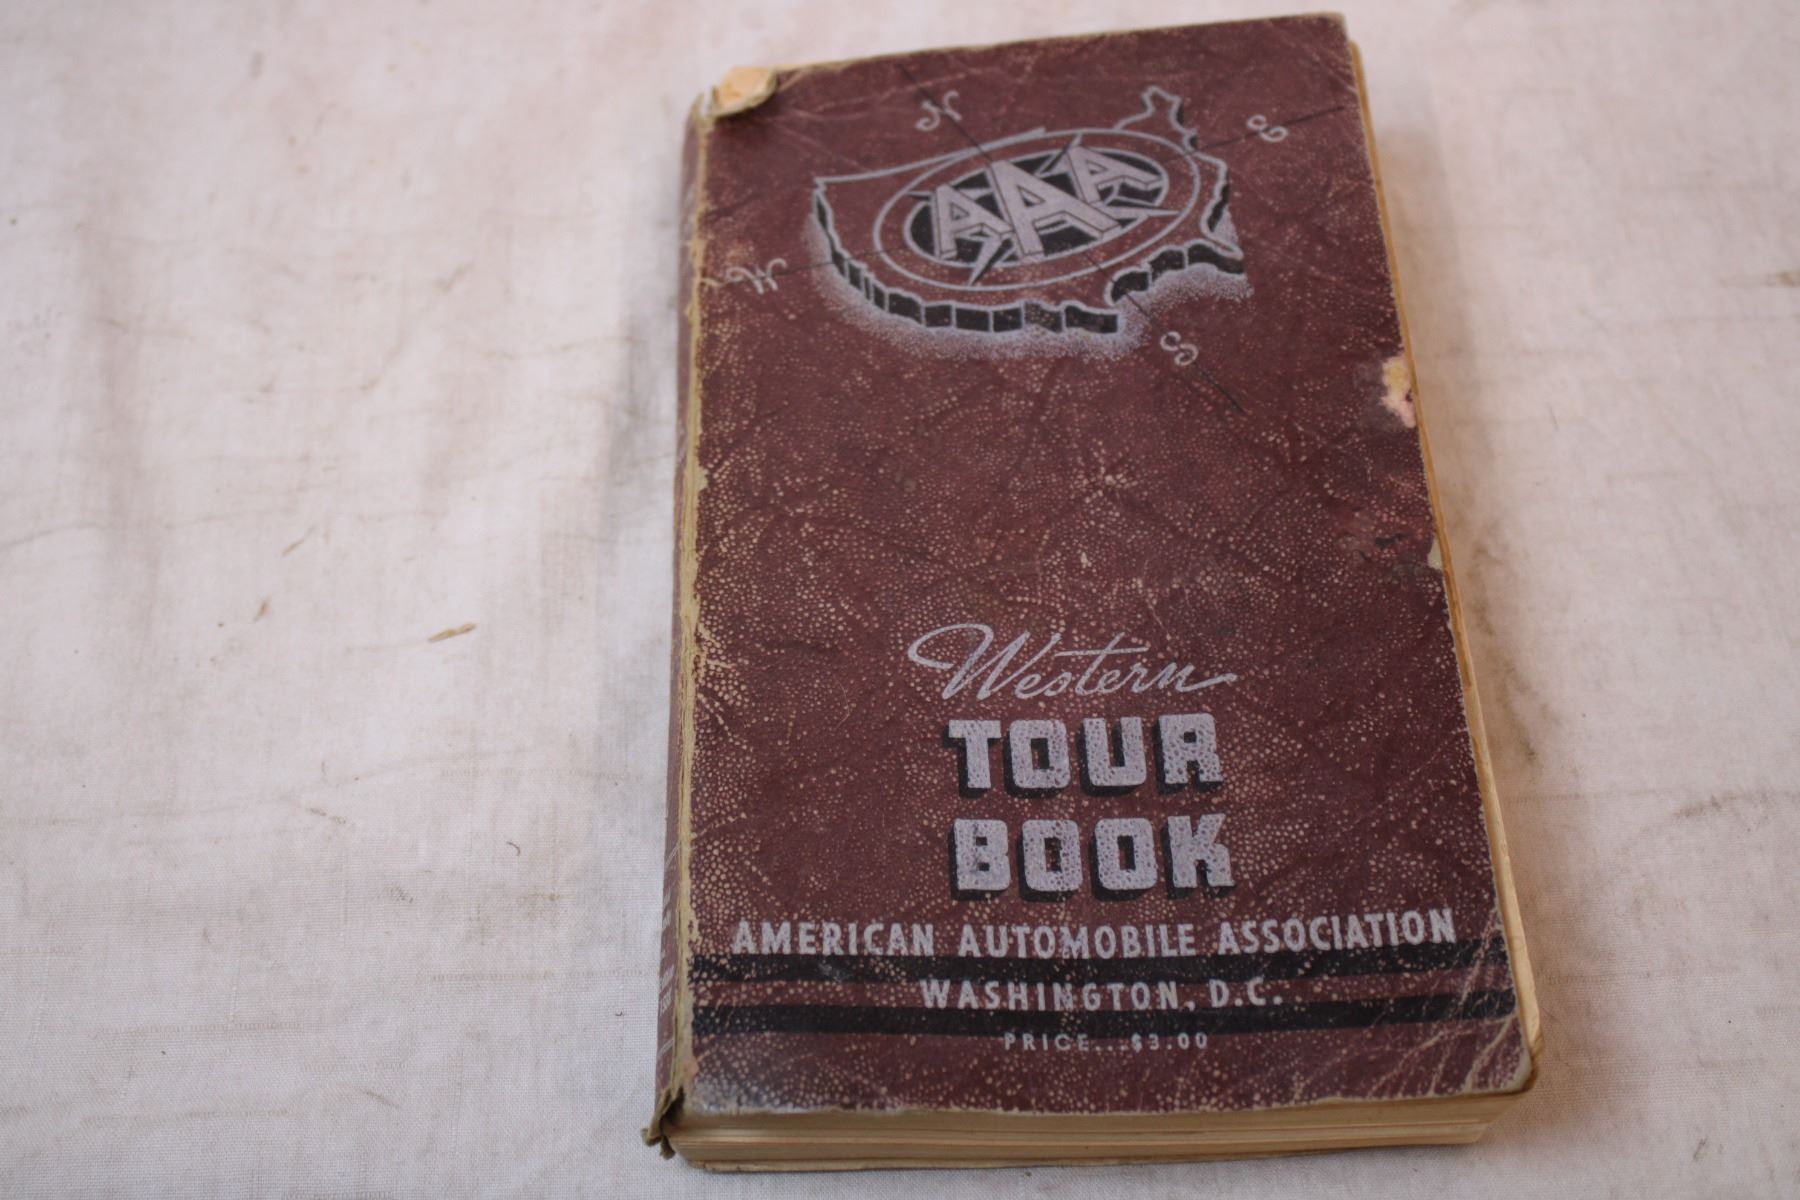 N
E
AAA
W
S
Western
TOUR
BOOK
AMERICAN AUTOMOBILE ASSOCIATION
WASHINGTON, D.C.
PRICE...$3.00